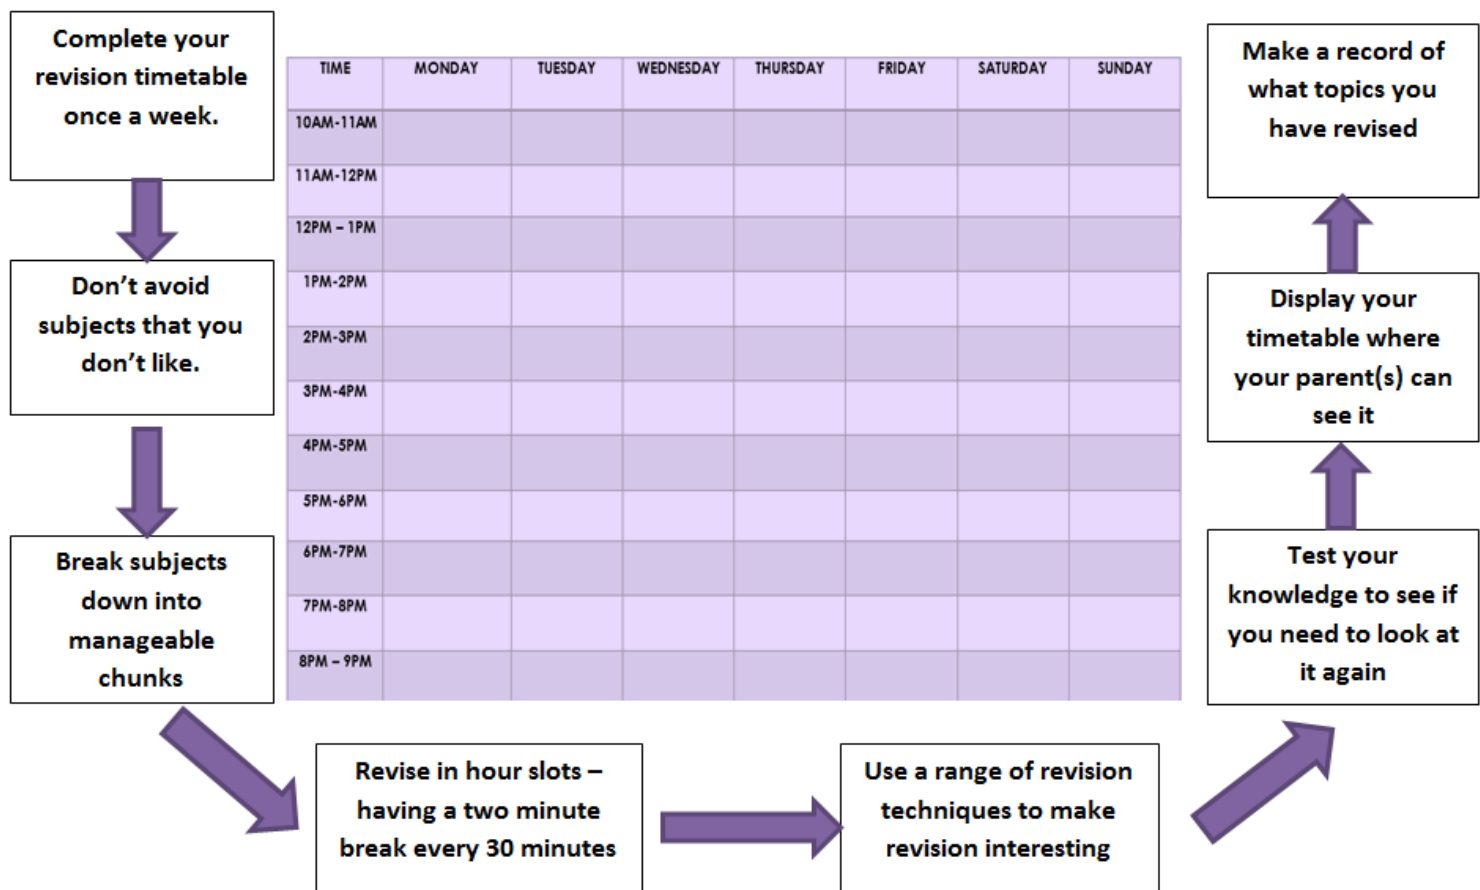 Complete your
revision timetable
once a week.
Don't avoid
subjects that you
don't like.
Break subjects
down into
manageable
chunks
TIME MONDAY TUESDAY WEDNESDAY THURSDAY FRIDAY SATURDAY SUNDAY
10AM-11AM
11AM-12PM
12PM – 1PM
1PM-2PM
2PM-3PM
3PM-4PM
4PM-5PM
5PM-6PM
6PM-7PM
7PM-8PM
8PM – 9PM
Revise in hour slots –
having a two minute
break every 30 minutes
Use a range of revision
techniques to make
revision interesting
Test your
knowledge to see if
you need to look at
it again
Display your
timetable where
your parent(s) can
see it
Make a record of
what topics you
have revised